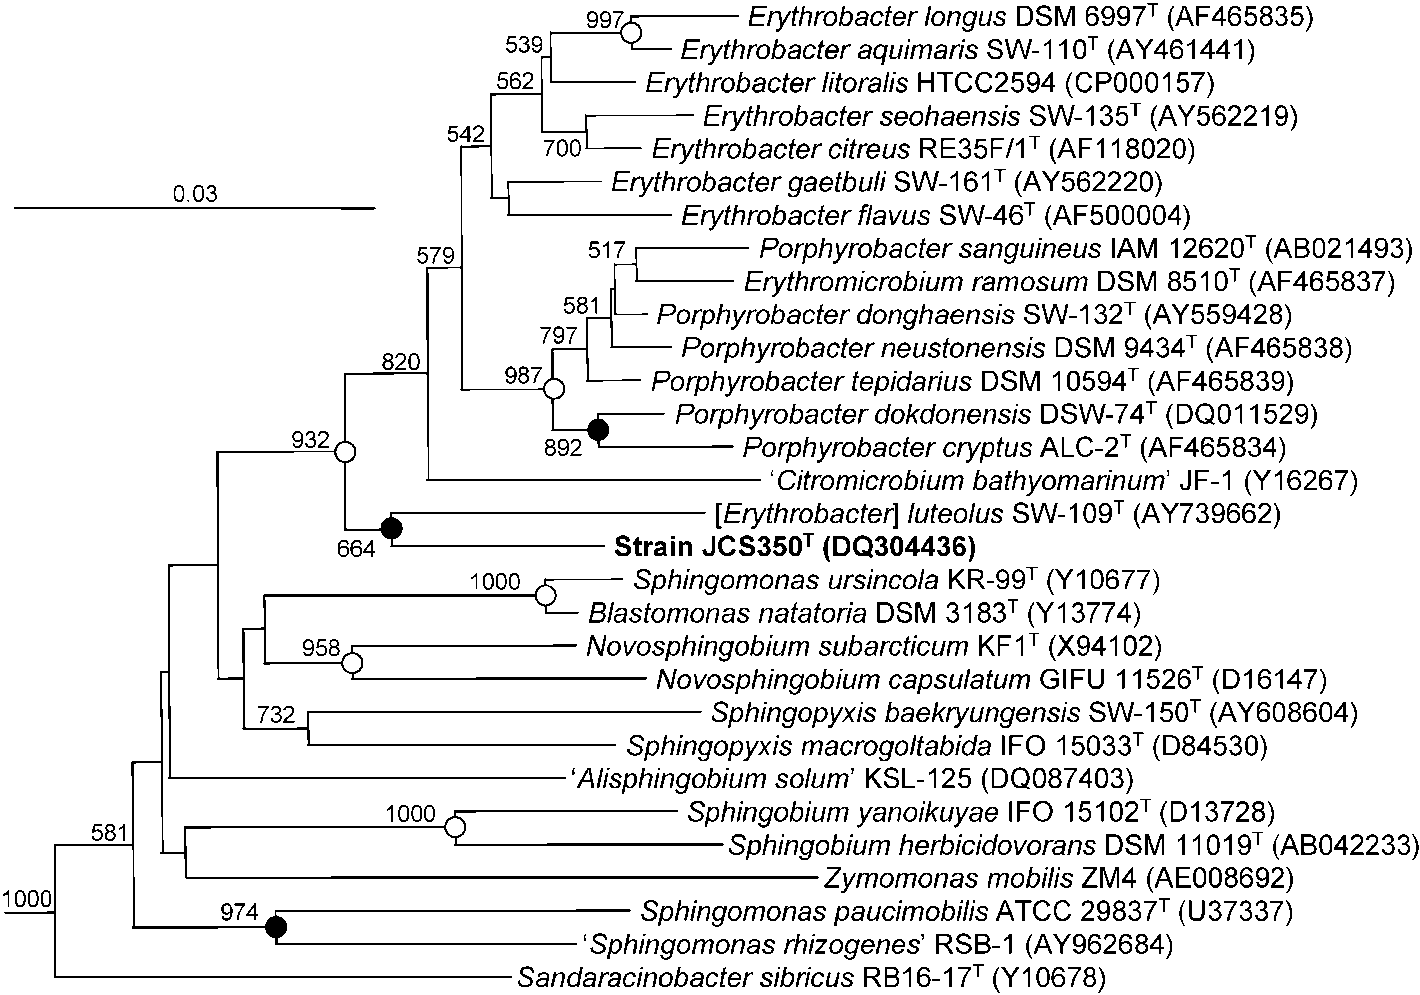 997 Erythrobacter longus DSM 6997T (AF465835)
539 Erythrobacter aquimaris SW-110T (AY461441)
562 Erythrobacter litoralis HTCC2594 (CP000157)
Erythrobacter seohaensis SW-135T (AY562219)
542 700 Erythrobacter citreus RE35F/1T (AF118020)
Erythrobacter gaetbuli SW-161T (AY562220)
0.03
Erythrobacter flavus SW-46T (AF500004)
579 517 Porphyrobacter sanguineus IAM 12620T (AB021493)
Erythromicrobium ramosum DSM 8510T (AF465837)
581 Porphyrobacter donghaensis SW-132T (AY559428)
797 Porphyrobacter neustonensis DSM 9434T (AF465838)
820 987 Porphyrobacter tepidarius DSM 10594T (AF465839)
Porphyrobacter dokdonensis DSW-74T (DQ011529)
932 892 Porphyrobacter cryptus ALC-2T (AF465834)
‘Citromicrobium bathyomarinum’ JF-1 (Y16267)
[Erythrobacter] luteolus SW-109T (AY739662)
664 Strain JCS350T (DQ304436)
1000 Sphingomonas ursincola KR-99T (Y10677)
Blastomonas natatoria DSM 3183T (Y13774)
958 Novosphingobium subarcticum KF1T (X94102)
Novosphingobium capsulatum GIFU 11526T (D16147)
732 Sphingopyxis baekryungensis SW-150T (AY608604)
Sphingopyxis macrogoltabida IFO 15033T (D84530)
‘Alisphingobium solum’ KSL-125 (DQ087403)
1000 Sphingobium yanoikuyae IFO 15102T (D13728)
581 Sphingobium herbicidovorans DSM 11019T (AB042233)
Zymomonas mobilis ZM4 (AE008692)
1000 974 Sphingomonas paucimobilis ATCC 29837T (U37337)
‘Sphingomonas rhizogenes’ RSB-1 (AY962684)
Sandaracinobacter sibricus RB16-17T (Y10678)